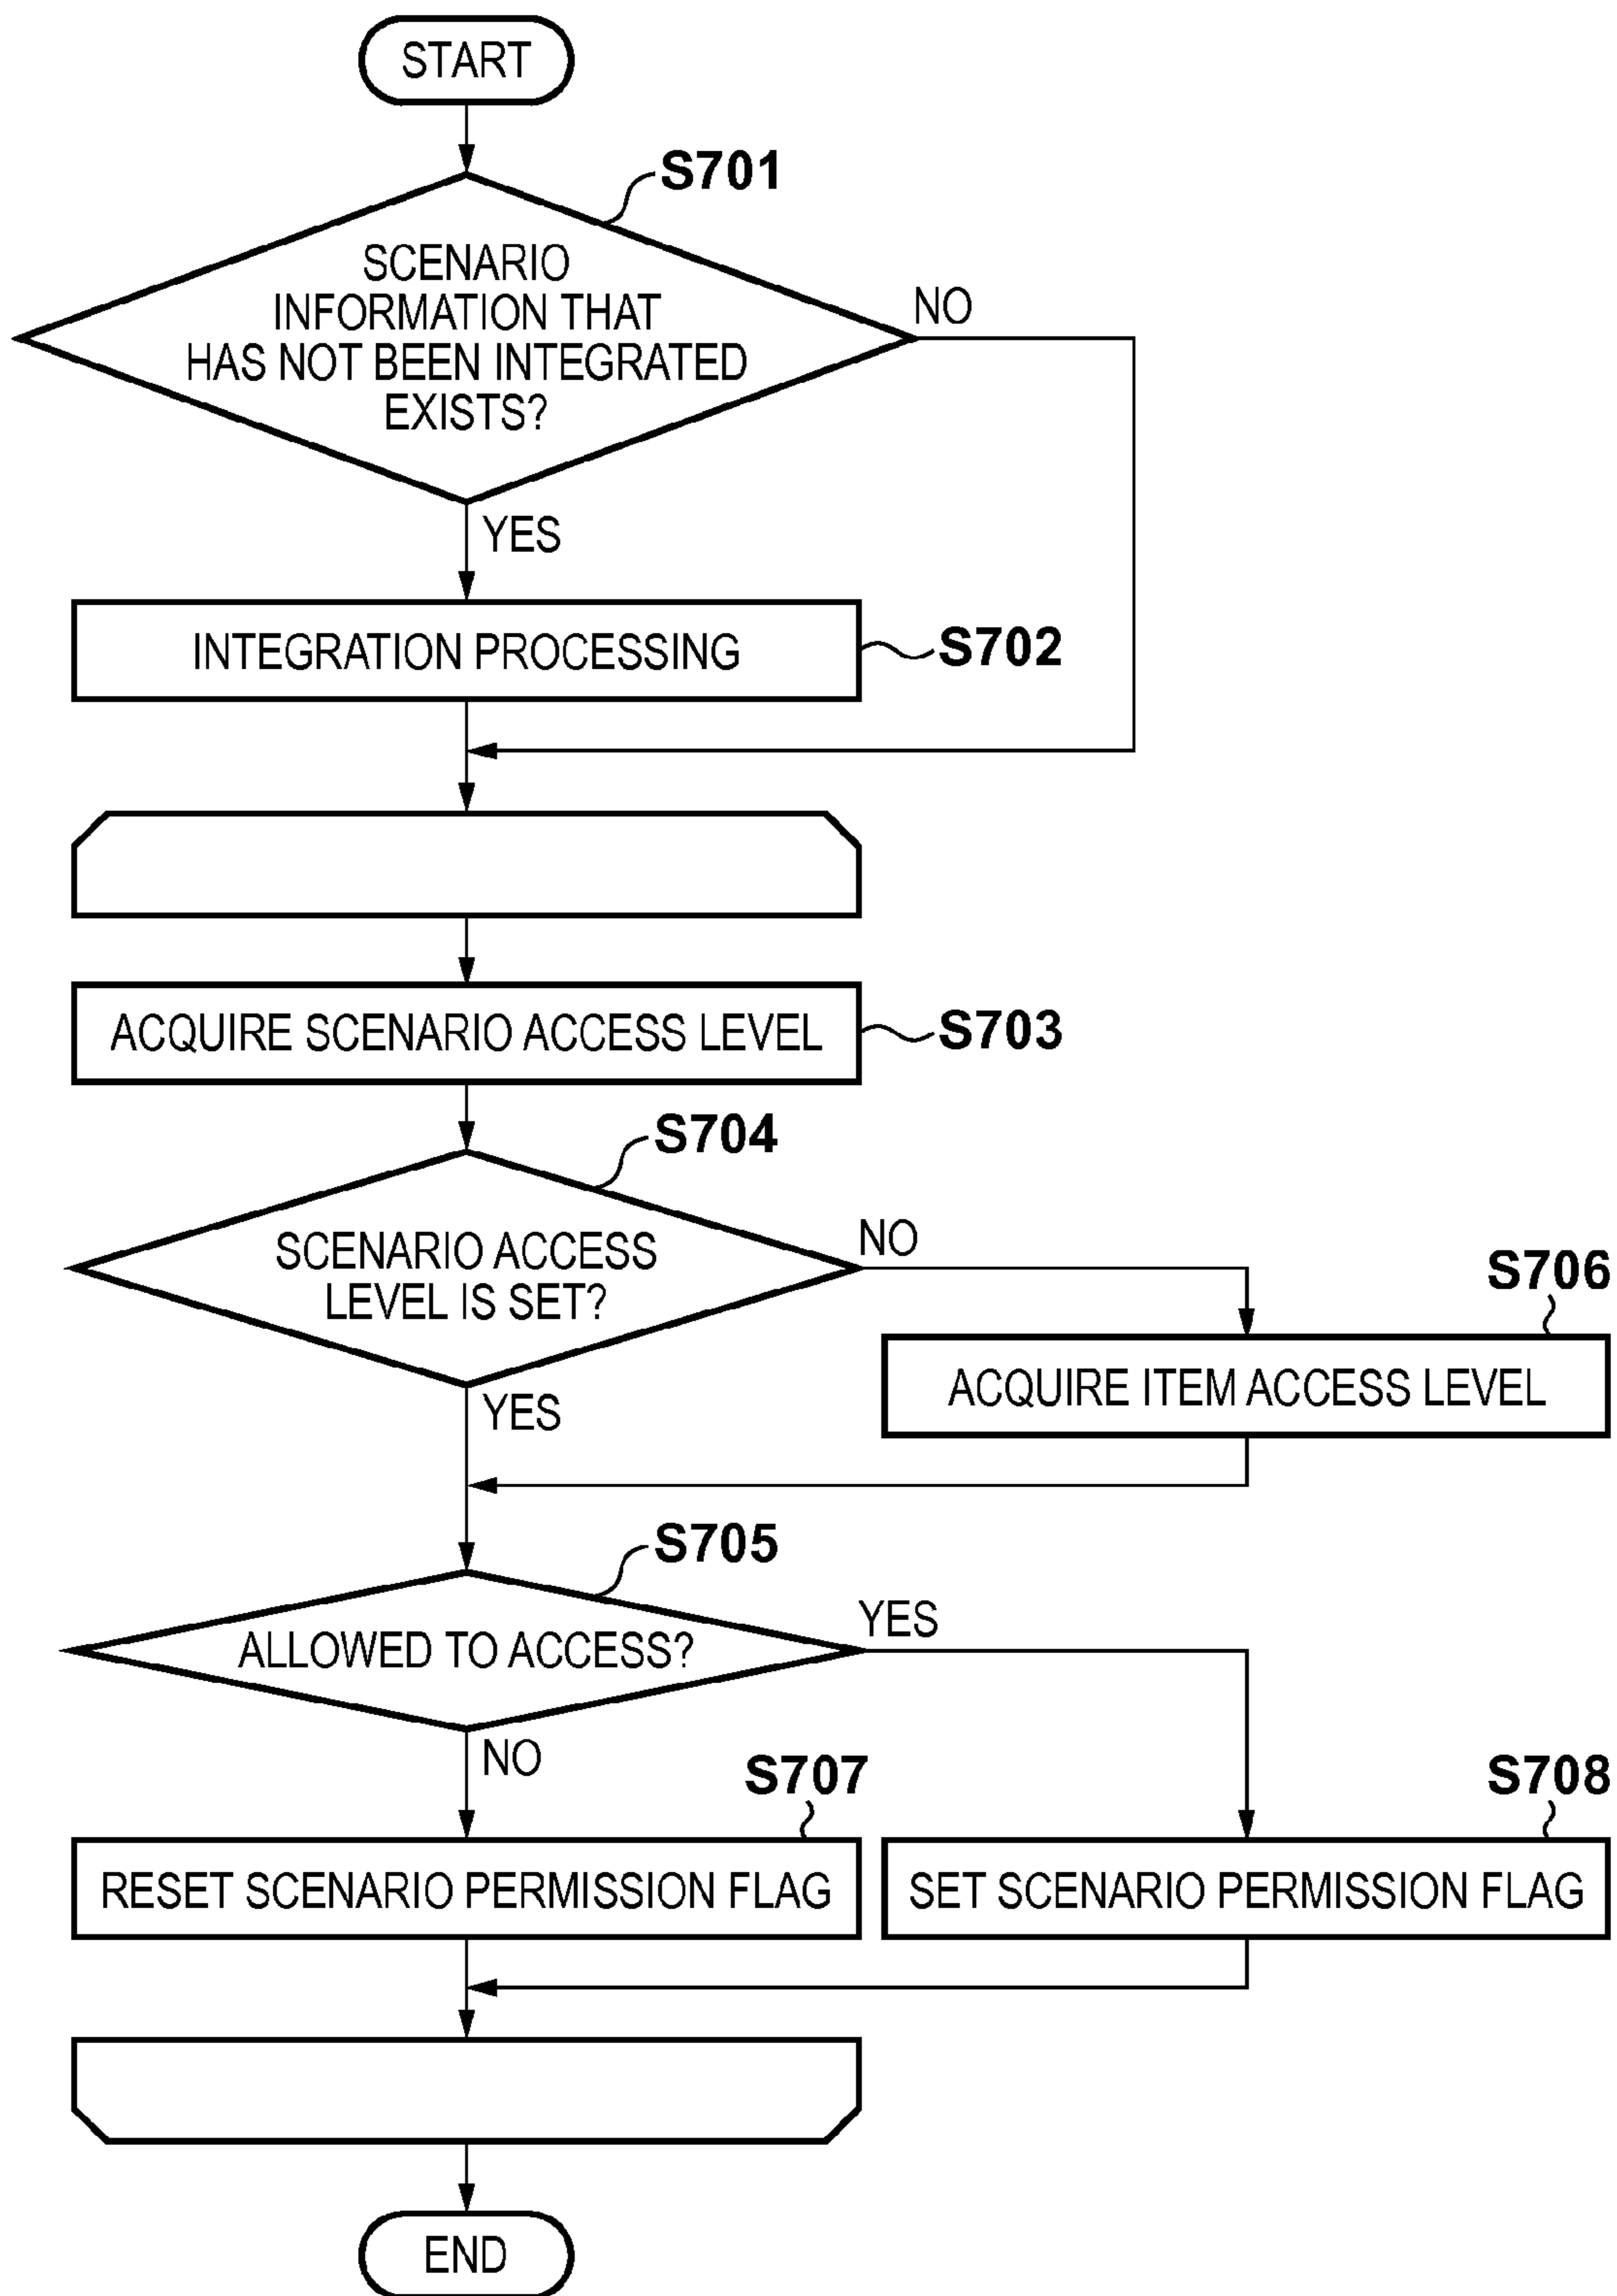 START
S701
SCENARIO
INFORMATION THAT
HAS NOT BEEN INTEGRATED
EXISTS?
NO
YES
INTEGRATION PROCESSING
S702
ACQUIRE SCENARIO ACCESS LEVEL
S703
S704
SCENARIO ACCESS
LEVEL IS SET?
NO
S706
ACQUIRE ITEM ACCESS LEVEL
YES
S705
ALLOWED TO ACCESS?
YES
NO
S707
S708
RESET SCENARIO PERMISSION FLAG
SET SCENARIO PERMISSION FLAG
END